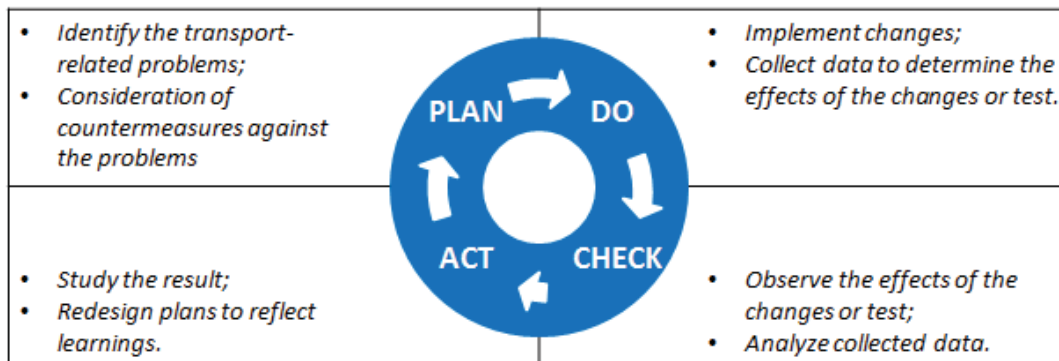 • Identify the transport-
related problems;
• Consideration of
countermeasures against
the problems
PLAN
DO
• Implement changes;
• Collect data to determine the
effects of the changes or test.
ACT
CHECK
• Study the result;
• Redesign plans to reflect
learnings.
• Observe the effects of the
changes or test;
• Analyze collected data.